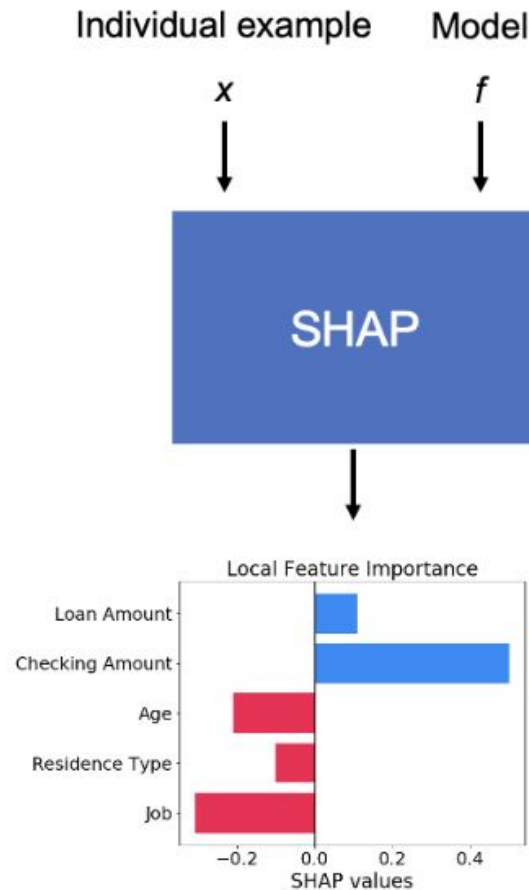 Individual example Model
x f
SHAP
Local Feature Importance
Loan Amount
Checking Amount
Age
Residence Type
Job
−0.2 0.0 0.2 0.4
SHAP values